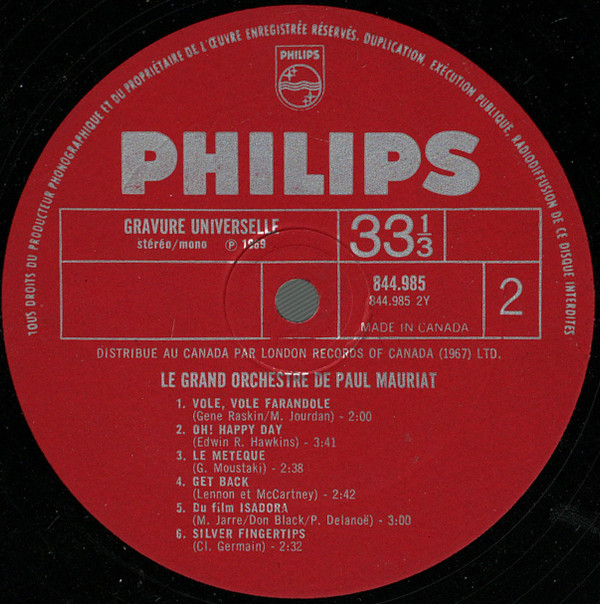 TOUS DROITS DU PRODUCTEUR PHONOGRAPHIQUE ET DU PROPRIÉTAIRE DE L'ŒUVRE ENREGISTRÉE RÉSERVÉS. DUPLICATION, EXÉCUTION PUBLIQUE, RADIODIFFUSION DE CE DISQUE INTERDITES
PHILIPS
PHILIPS
GRAVURE UNIVERSELLE
stéréo/mono Ⓟ 1969
33 1/3
844.985
844.985 2Y
2
MADE IN CANADA
DISTRIBUE AU CANADA PAR LONDON RECORDS OF CANADA (1967) LTD.
LE GRAND ORCHESTRE DE PAUL MAURIAT
1. VOLE, VOLE FARANDOLE
(Gene Raskin/M. Jourdan) - 2:00
2. OH! HAPPY DAY
(Edwin R. Hawkins) - 3:41
3. LE METEQUE
(G. Moustaki) - 2:38
4. GET BACK
(Lennon et McCartney) - 2:42
5. Du film ISADORA
(M. Jarre/Don Black/P. Delanoë) - 3:00
6. SILVER FINGERTIPS
(Cl. Germain) - 2:32